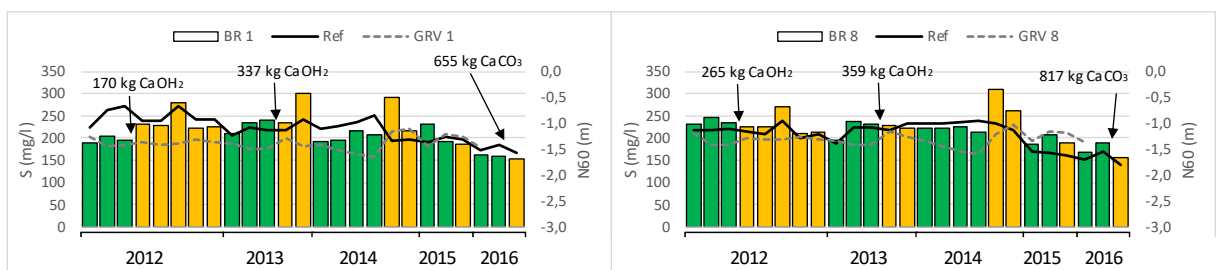 BR 1 Ref GRV 1
350 0,0
300 -0,5
250 -1,0
200 -1,5
150 -2,0
100 -2,5
50
0 -3,0
S (mg/l)
N60 (m)
170 kg CaOH₂
337 kg CaOH₂
655 kg CaCO₃
2012 2013 2014 2015 2016
BR 8 Ref GRV 8
350 0,0
300 -0,5
250 -1,0
200 -1,5
150 -2,0
100 -2,5
50
0 -3,0
S (mg/l)
N60 (m)
265 kg CaOH₂
359 kg CaOH₂
817 kg CaCO₃
2012 2013 2014 2015 2016